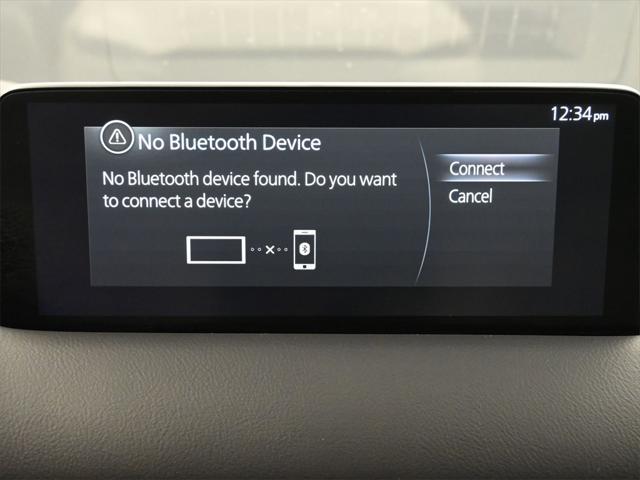 12:34pm
No Bluetooth Device
No Bluetooth device found. Do you want
to connect a device?
Connect
Cancel